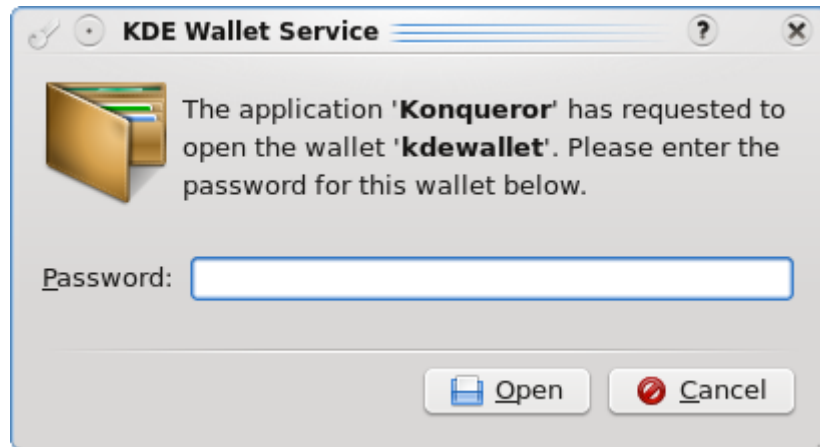 KDE Wallet Service
The application 'Konqueror' has requested to
open the wallet 'kdewallet'. Please enter the
password for this wallet below.
Password:
Open Cancel